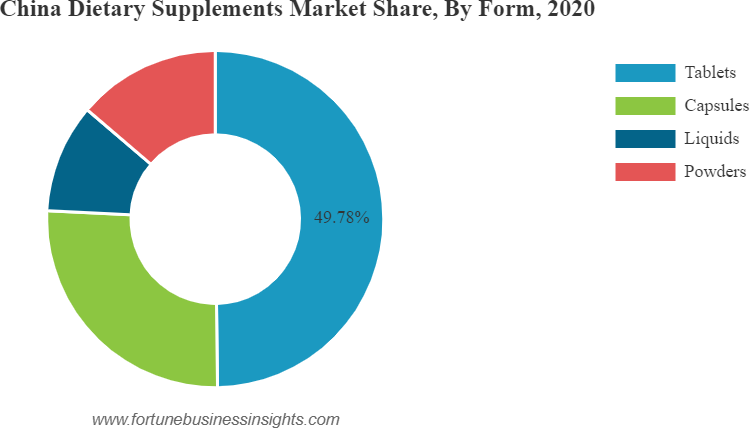 China Dietary Supplements Market Share, By Form, 2020
Tablets
Capsules
Liquids
Powders
49.78%
www.fortunebusinessinsights.com